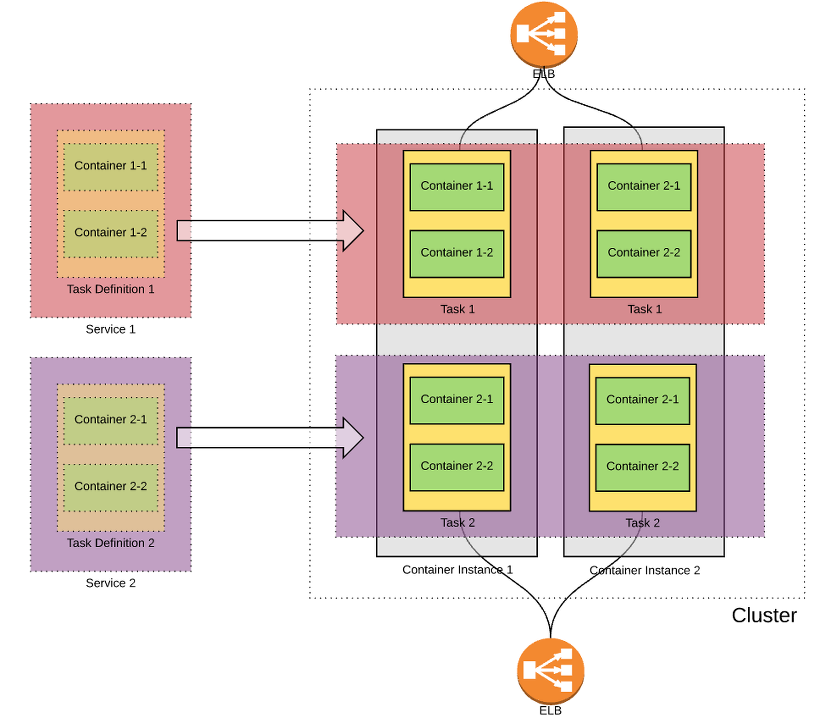 ELB
Container 1-1
Container 1-2
Task Definition 1
Service 1
Container 2-1
Container 2-2
Task Definition 2
Service 2
Container 1-1
Container 1-2
Task 1
Container 2-1
Container 2-2
Task 1
Container 2-1
Container 2-2
Task 2
Container 2-1
Container 2-2
Task 2
Container Instance 1
Container Instance 2
Cluster
ELB